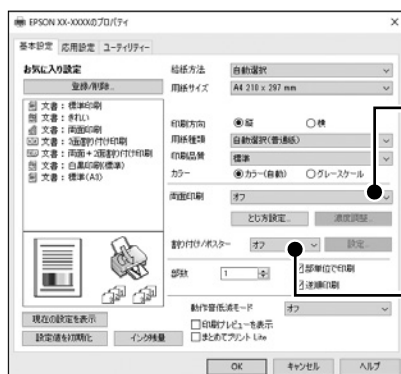 EPSON XX-XXXXのプロパティ
基本設定 応用設定 ユーティリティー
お気に入り設定
登録/削除...
文書：標準印刷
文書：きれい
文書：両面印刷
文書：2面割り付け印刷
文書：両面＋2面割り付け印刷
文書：白黒印刷(標準)
文書：標準(A3)
現在の設定を表示
設定値を初期化 インク残量
給紙方法 自動選択
用紙サイズ A4 210 x 297 mm
印刷方向 縦 横
用紙種類 自動選択(普通紙)
印刷品質 標準
カラー カラー(自動) グレースケール
両面印刷 オフ
とじ方設定... 濃度調整...
割り付け/ポスター オフ 設定...
部数 1 部単位で印刷
逆順印刷
動作音低減モード オフ
印刷プレビューを表示
まとめてプリント Lite
OK キャンセル ヘルプ